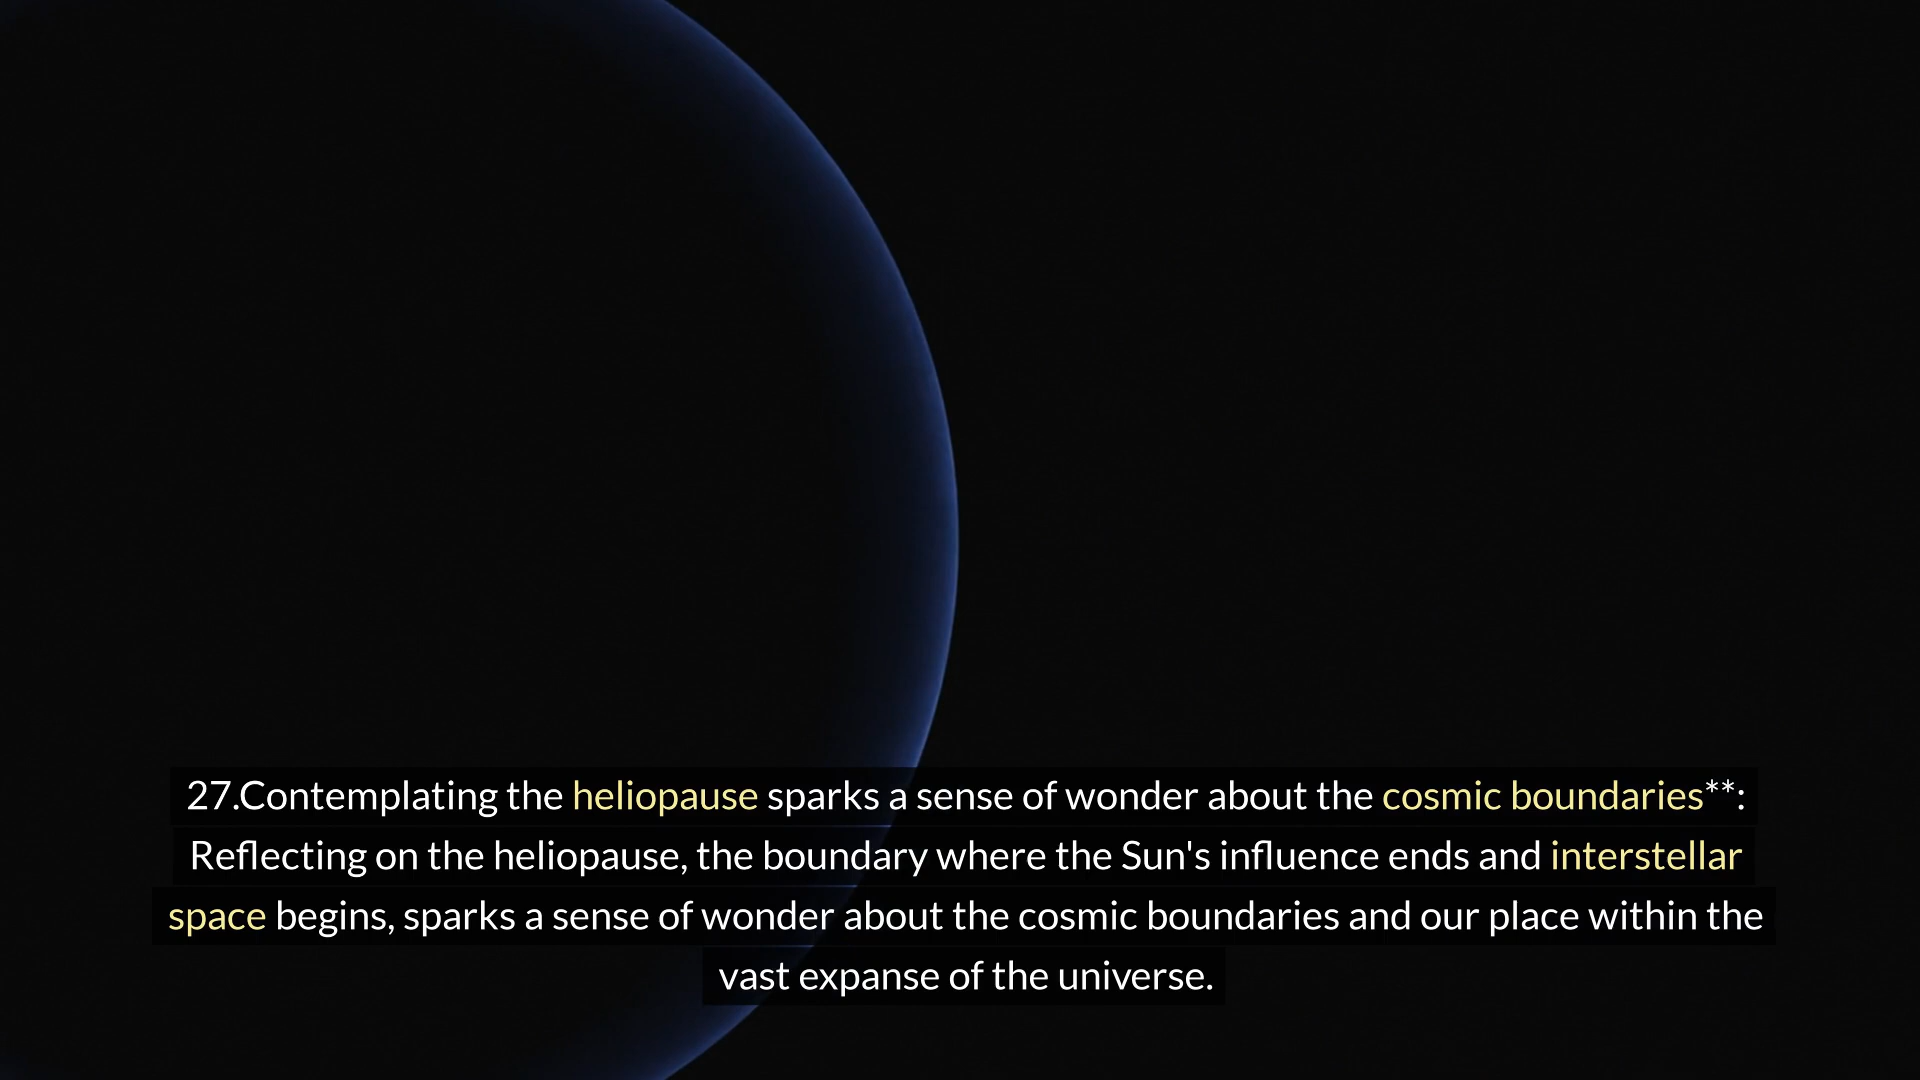 27.Contemplating the heliopause sparks a sense of wonder about the cosmic boundaries**:
Reflecting on the heliopause, the boundary where the Sun's influence ends and interstellar
space begins, sparks a sense of wonder about the cosmic boundaries and our place within the
vast expanse of the universe.